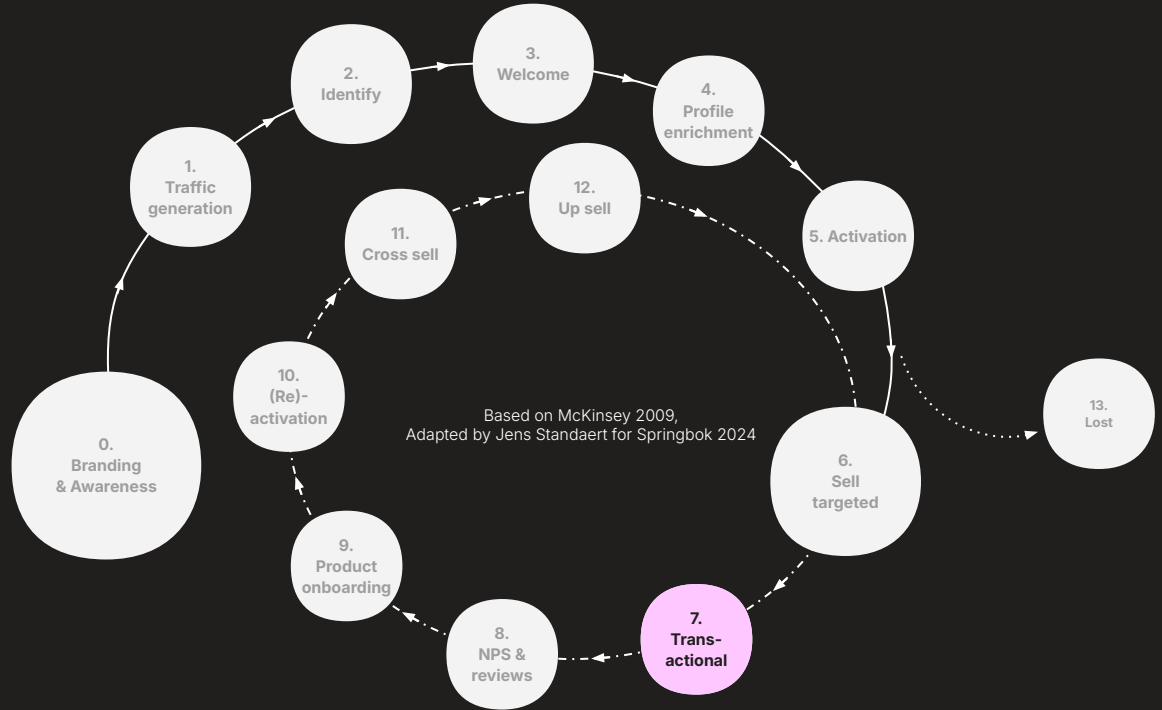 0.
Branding
& Awareness
1.
Traffic
generation
2.
Identify
3.
Welcome
4.
Profile
enrichment
5. Activation
6.
Sell
targeted
7.
Trans-
actional
8.
NPS &
reviews
9.
Product
onboarding
10.
(Re)-
activation
11.
Cross sell
12.
Up sell
13.
Lost
Based on McKinsey 2009,
Adapted by Jens Standaert for Springbok 2024